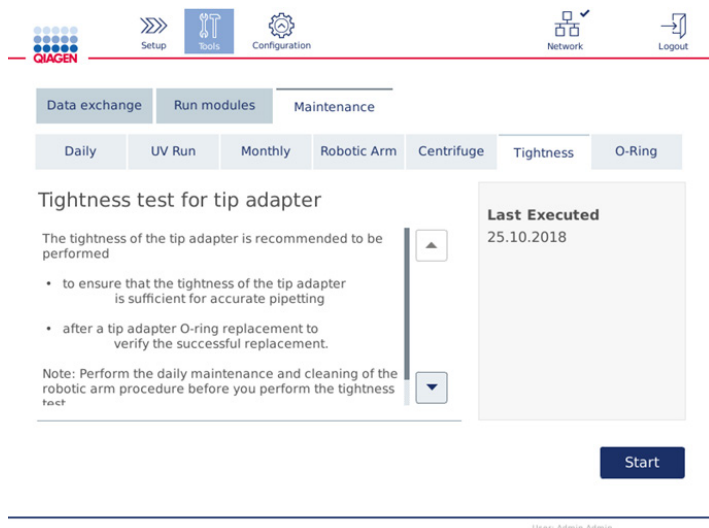 QIAGEN
Setup
Tools
Configuration
Network
Logout
Data exchange
Run modules
Maintenance
Daily
UV Run
Monthly
Robotic Arm
Centrifuge
Tightness
O-Ring
Tightness test for tip adapter
The tightness of the tip adapter is recommended to be
performed
• to ensure that the tightness of the tip adapter
is sufficient for accurate pipetting
• after a tip adapter O-ring replacement to
verify the successful replacement.
Note: Perform the daily maintenance and cleaning of the
robotic arm procedure before you perform the tightness
test
Last Executed
25.10.2018
Start
User: Admin Admin